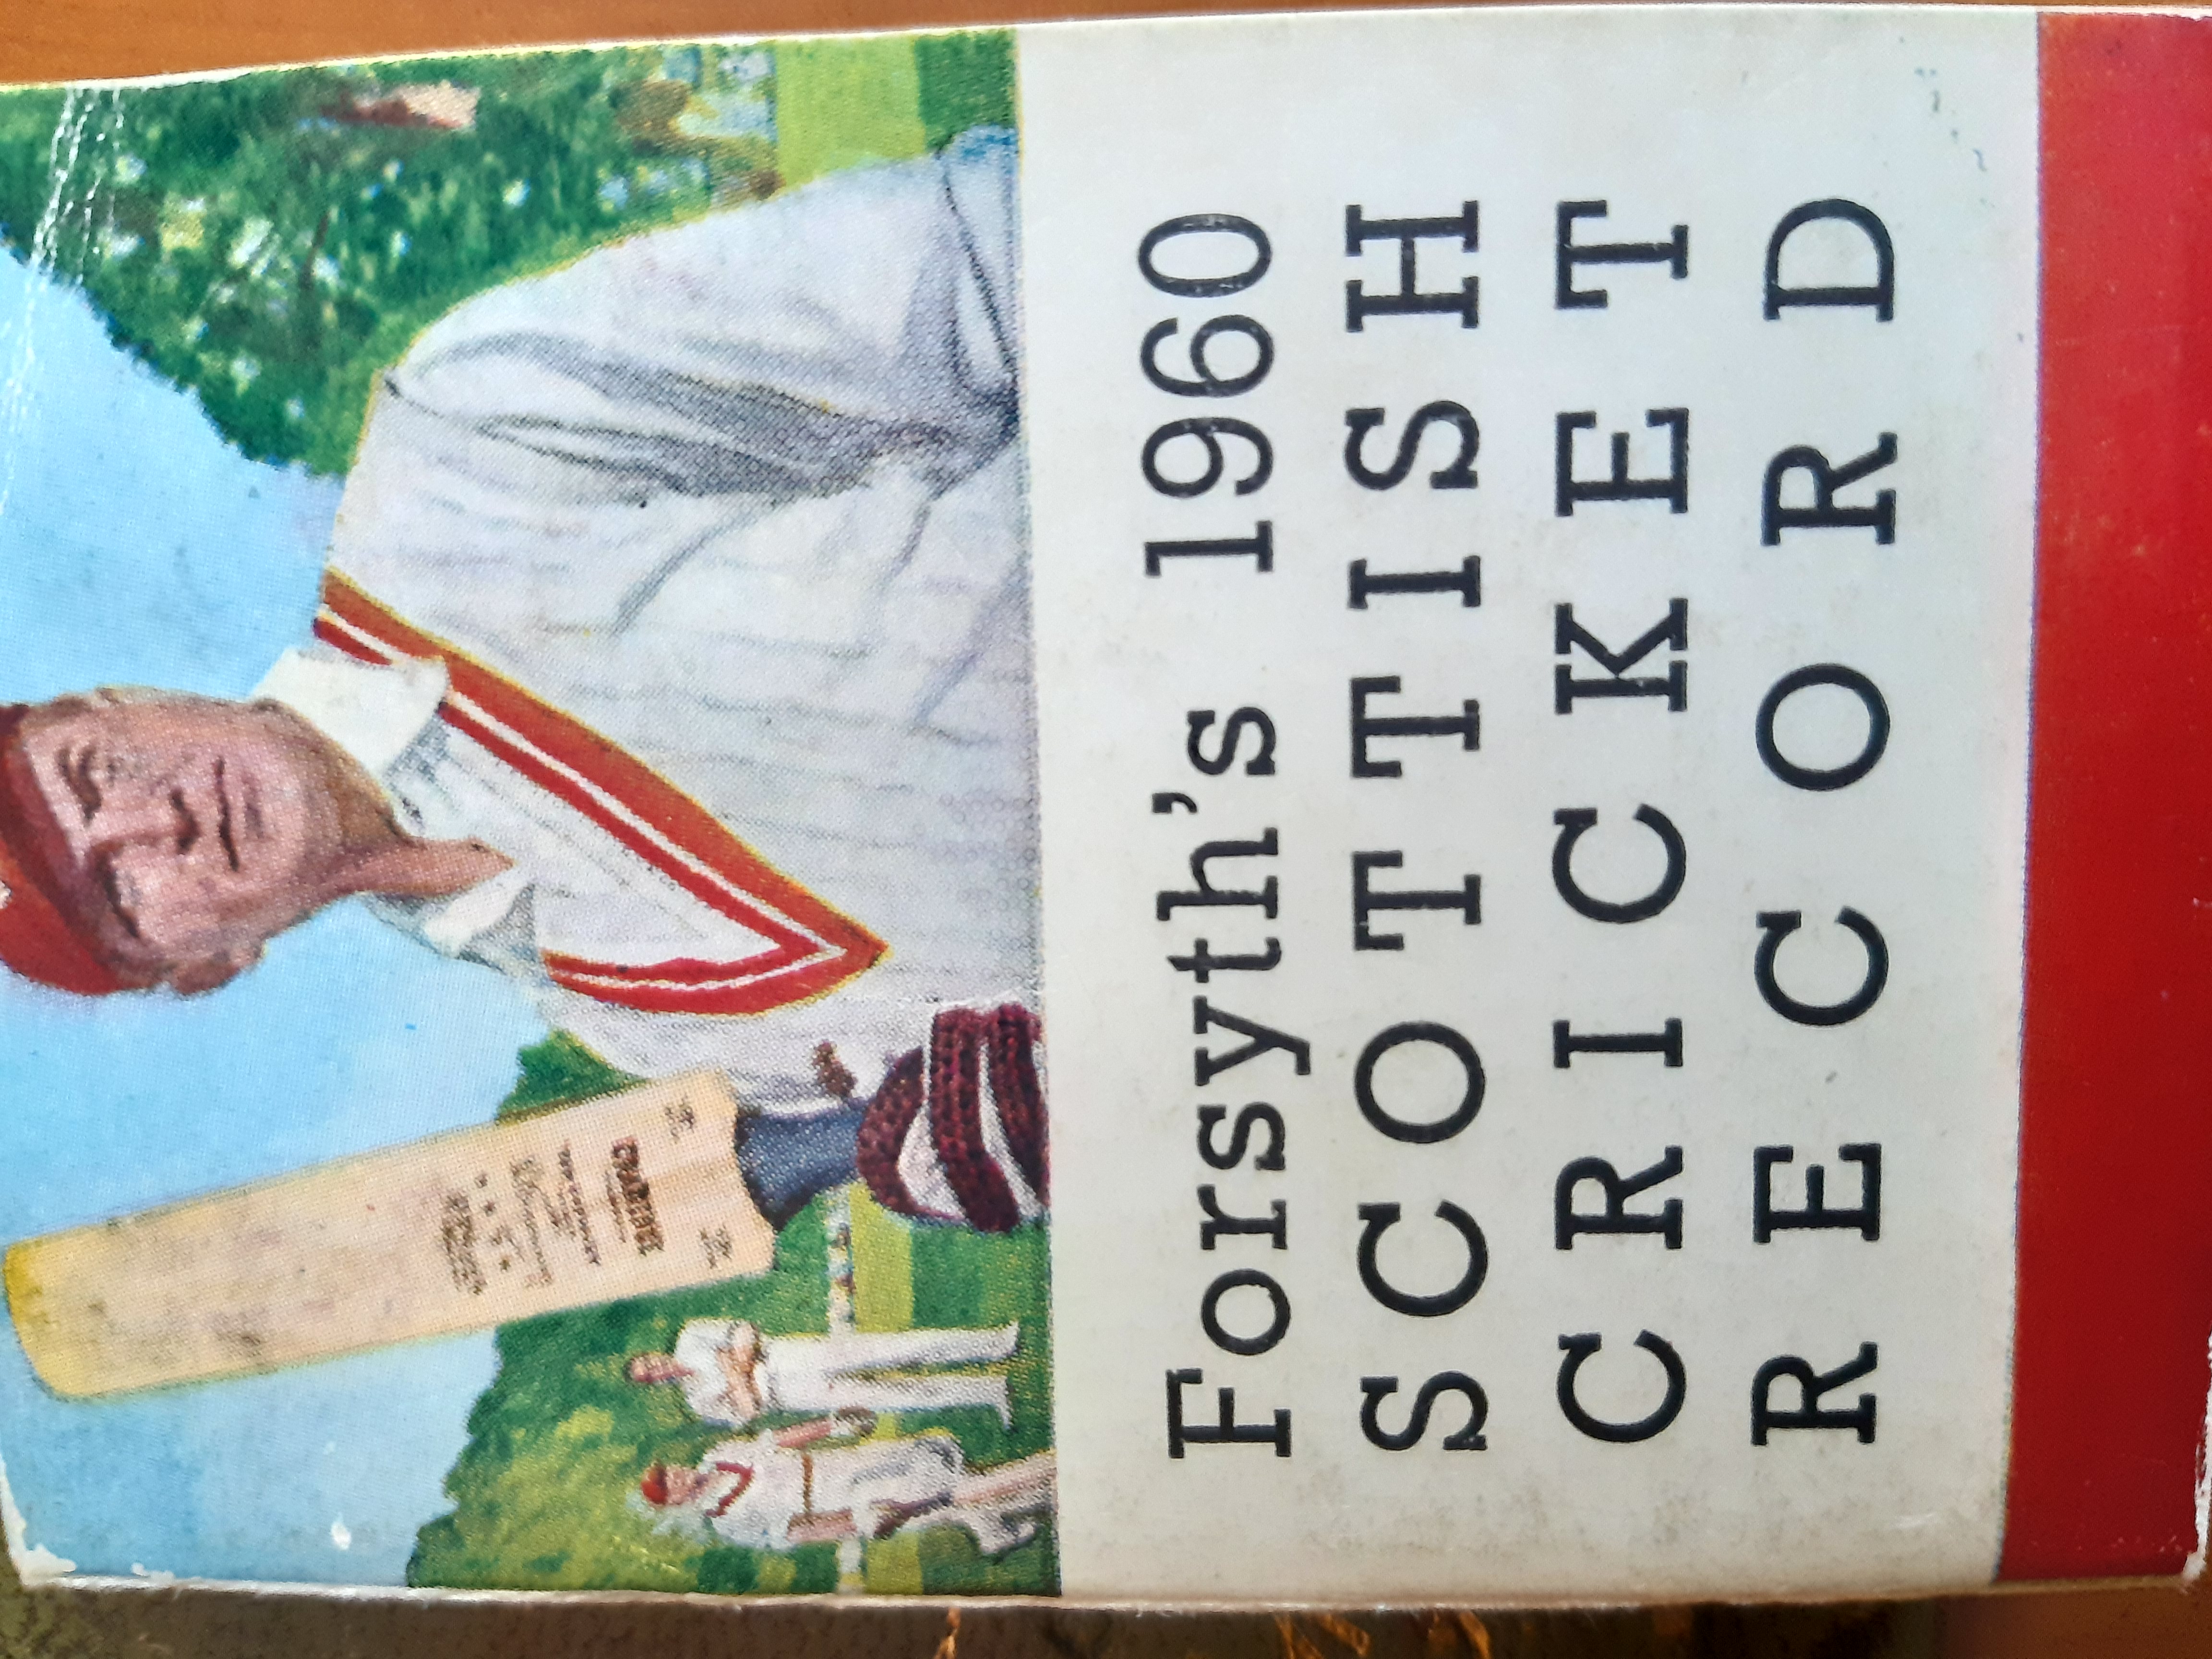 Forsyth's 1960
SCOTTISH
CRICKET
RECORD